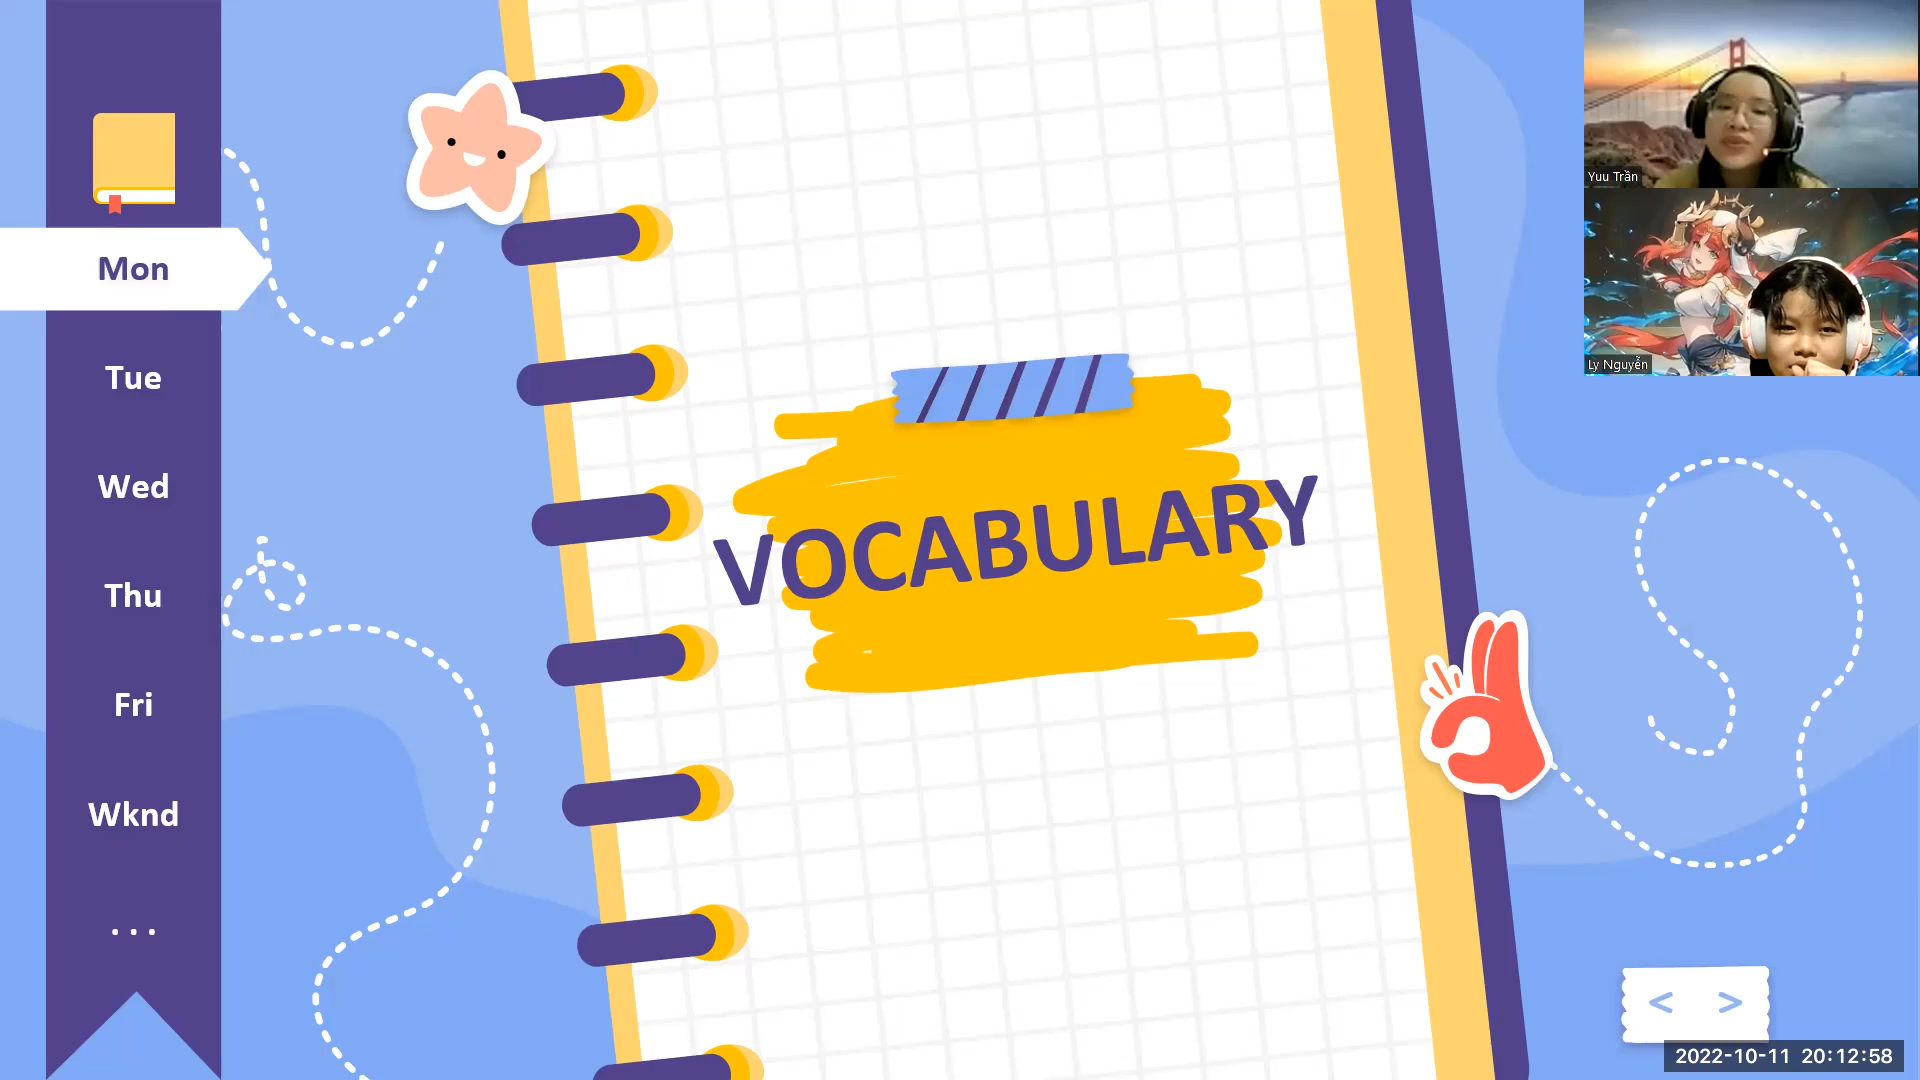 Mon
Tue
Wed
Thu
Fri
Wknd
...
VOCABULARY
Yuu Trần
Ly Nguyễn
< >
2022-10-11 20:12:58